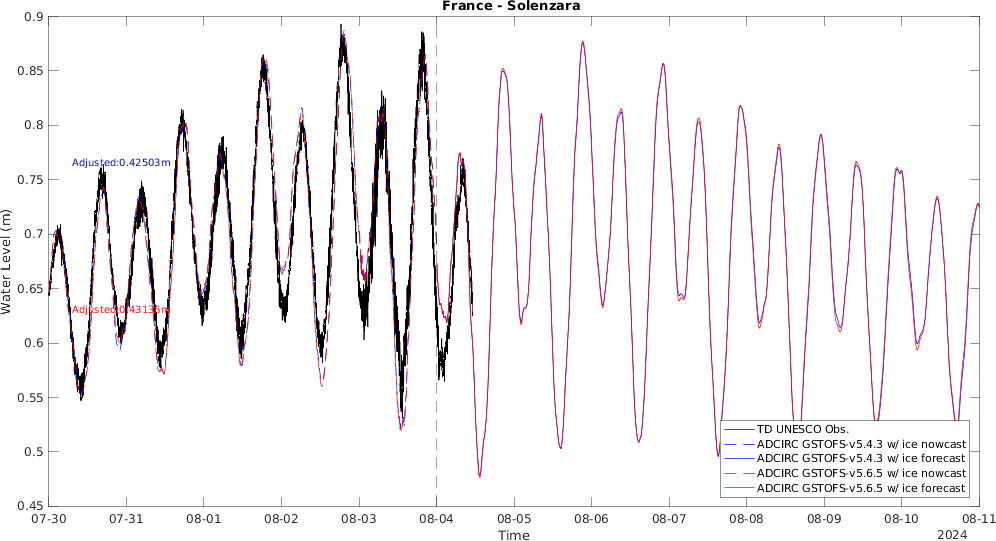 France - Solenzara
0.9
0.85
0.8
0.75
0.7
0.65
0.6
0.55
0.5
0.45
Water Level (m)
Adjusted:0.42503m
Adjusted:0.43135m
TD UNESCO Obs.
ADCIRC GSTOFS-v5.4.3 w/ ice nowcast
ADCIRC GSTOFS-v5.4.3 w/ ice forecast
ADCIRC GSTOFS-v5.6.5 w/ ice nowcast
ADCIRC GSTOFS-v5.6.5 w/ ice forecast
07-30 07-31 08-01 08-02 08-03 08-04 08-05 08-06 08-07 08-08 08-09 08-10 08-11
Time
2024